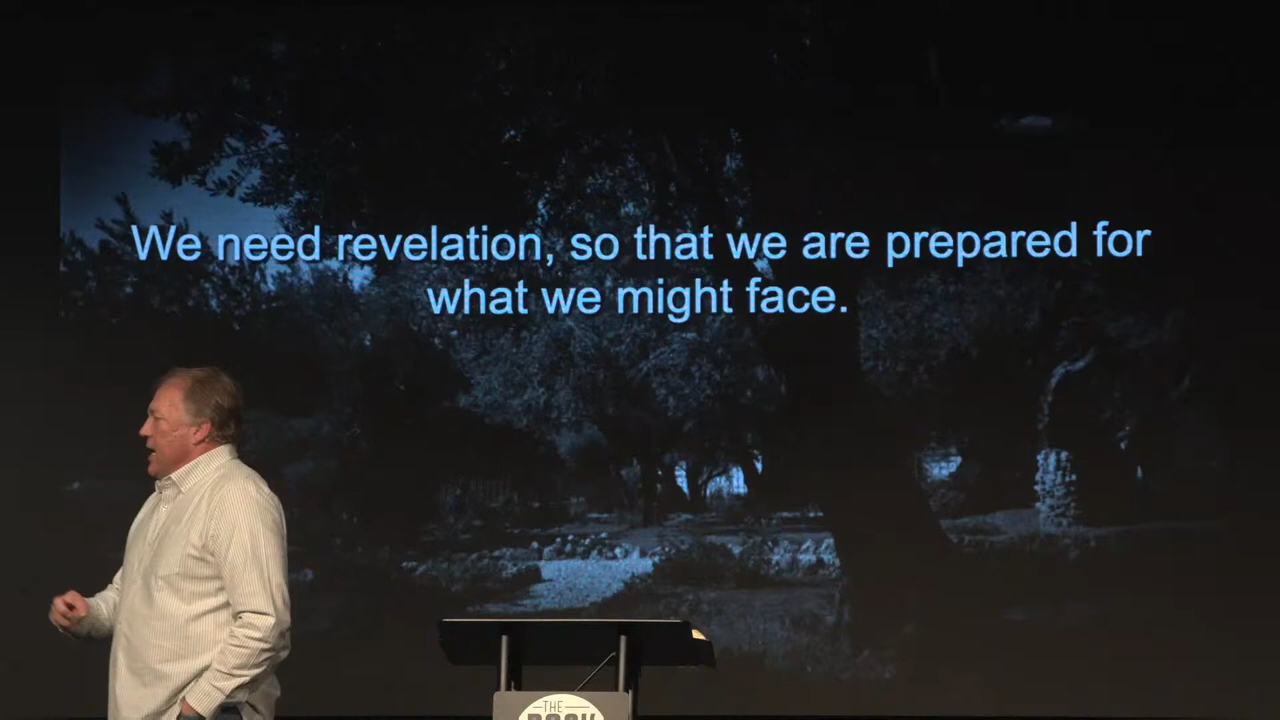 We need revelation, so that we are prepared for
what we might face.
THE